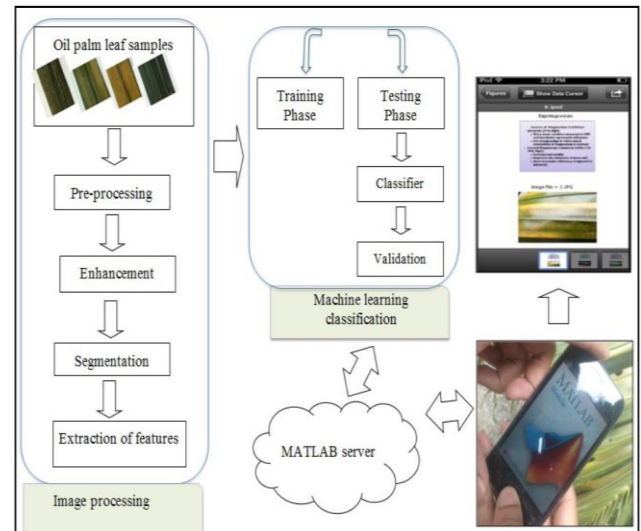 Oil palm leaf samples
Pre-processing
Enhancement
Segmentation
Extraction of features
Image processing
Training
Phase
Testing
Phase
Classifier
Validation
Machine learning
classification
MATLAB server
iPod
3:22 PM
Figures
Show Data Cursor
Image File = 2.JPG
MATLAB